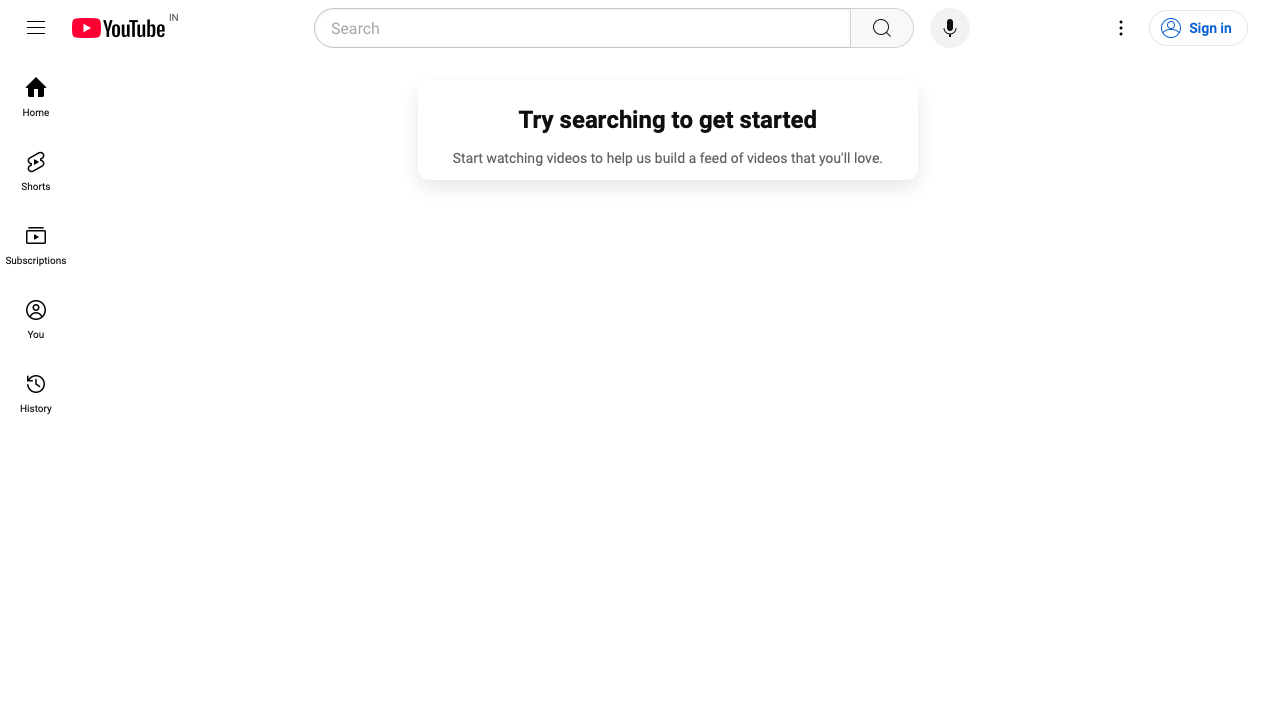 YouTube IN
Search
Sign in
Home
Shorts
Subscriptions
You
History
Try searching to get started
Start watching videos to help us build a feed of videos that you'll love.